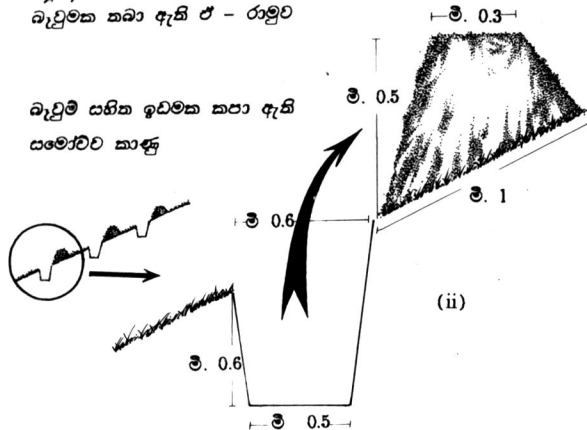 බෑවුමක තබා ඇති ඒ - රාමුව
මී. 0.3
මී. 0.5
බෑවුම් සහිත ඉඩමක කපා ඇති
සමෝච්ච කාණු
මී. 1
මී 0.6
(ii)
මී. 0.6
මී 0.5